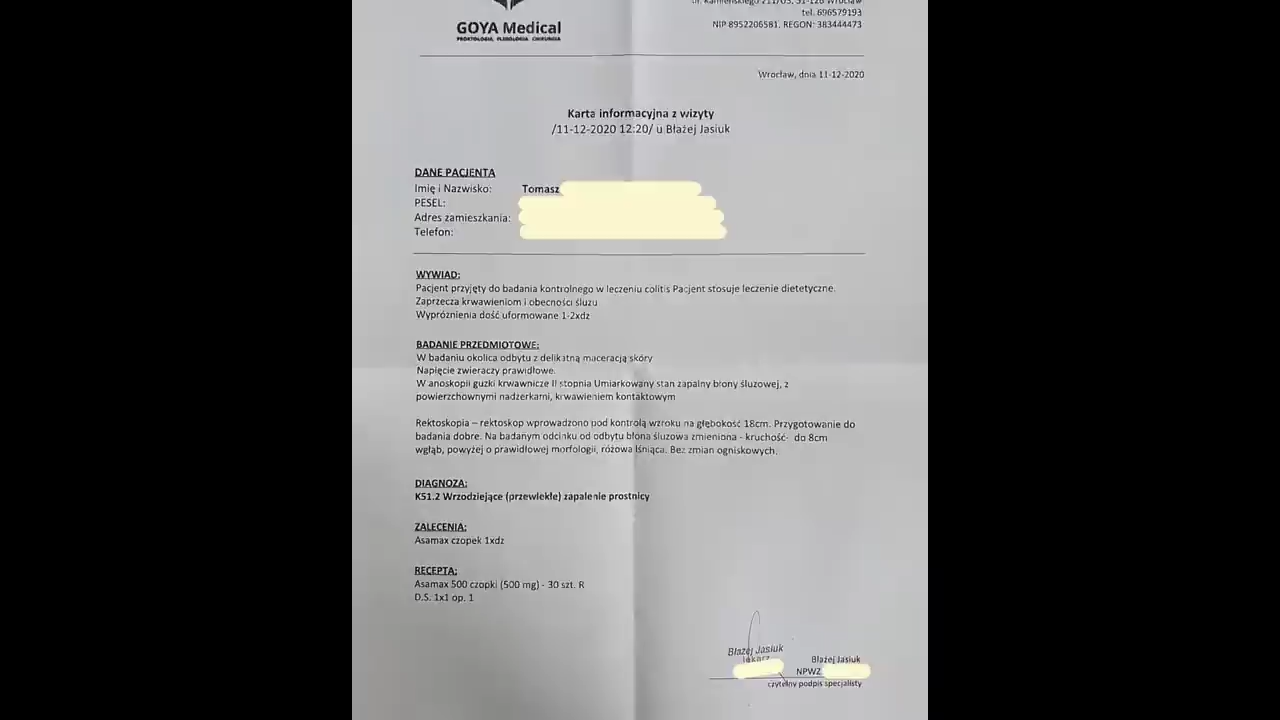 GOYA Medical
PROKTOLOGIA, FLEBOLOGIA, CHIRURGIA
ul. Kamieńskiego 211/03, 51-126 Wrocław
tel. 696579193
NIP 8952206581, REGON: 383444473
Wrocław, dnia 11-12-2020
Karta informacyjna z wizyty
/11-12-2020 12:20/ u Błażej Jasiuk
DANE PACJENTA
Imię i Nazwisko: Tomasz
PESEL:
Adres zamieszkania:
Telefon:
WYWIAD:
Pacjent przyjęty do badania kontrolnego w leczeniu colitis Pacjent stosuje leczenie dietetyczne.
Zaprzecza krwawieniom i obecności śluzu
Wypróżnienia dość uformowane 1-2xdz
BADANIE PRZEDMIOTOWE:
W badaniu okolica odbytu z delikatną maceracją skóry
Napięcie zwieraczy prawidłowe.
W anoskopii guzki krwawnicze II stopnia Umiarkowany stan zapalny błony śluzowej, z
powierzchownymi nadżerkami, krwawieniem kontaktowym
Rektoskopia – rektoskop wprowadzono pod kontrolą wzroku na głębokość 18cm. Przygotowanie do
badania dobre. Na badanym odcinku od odbytu błona śluzowa zmieniona - kruchość- do 8cm
wgłąb, powyżej o prawidłowej morfologii, różowa lśniąca. Bez zmian ogniskowych.
DIAGNOZA:
K51.2 Wrzodziejące (przewlekłe) zapalenie prostnicy
ZALECENIA:
Asamax czopek 1xdz
RECEPTA:
Asamax 500 czopki (500 mg) - 30 szt. R
D.S. 1x1 op. 1
Błażej Jasiuk
lekarz
Błażej Jasiuk
NPWZ
czytelny podpis specjalisty